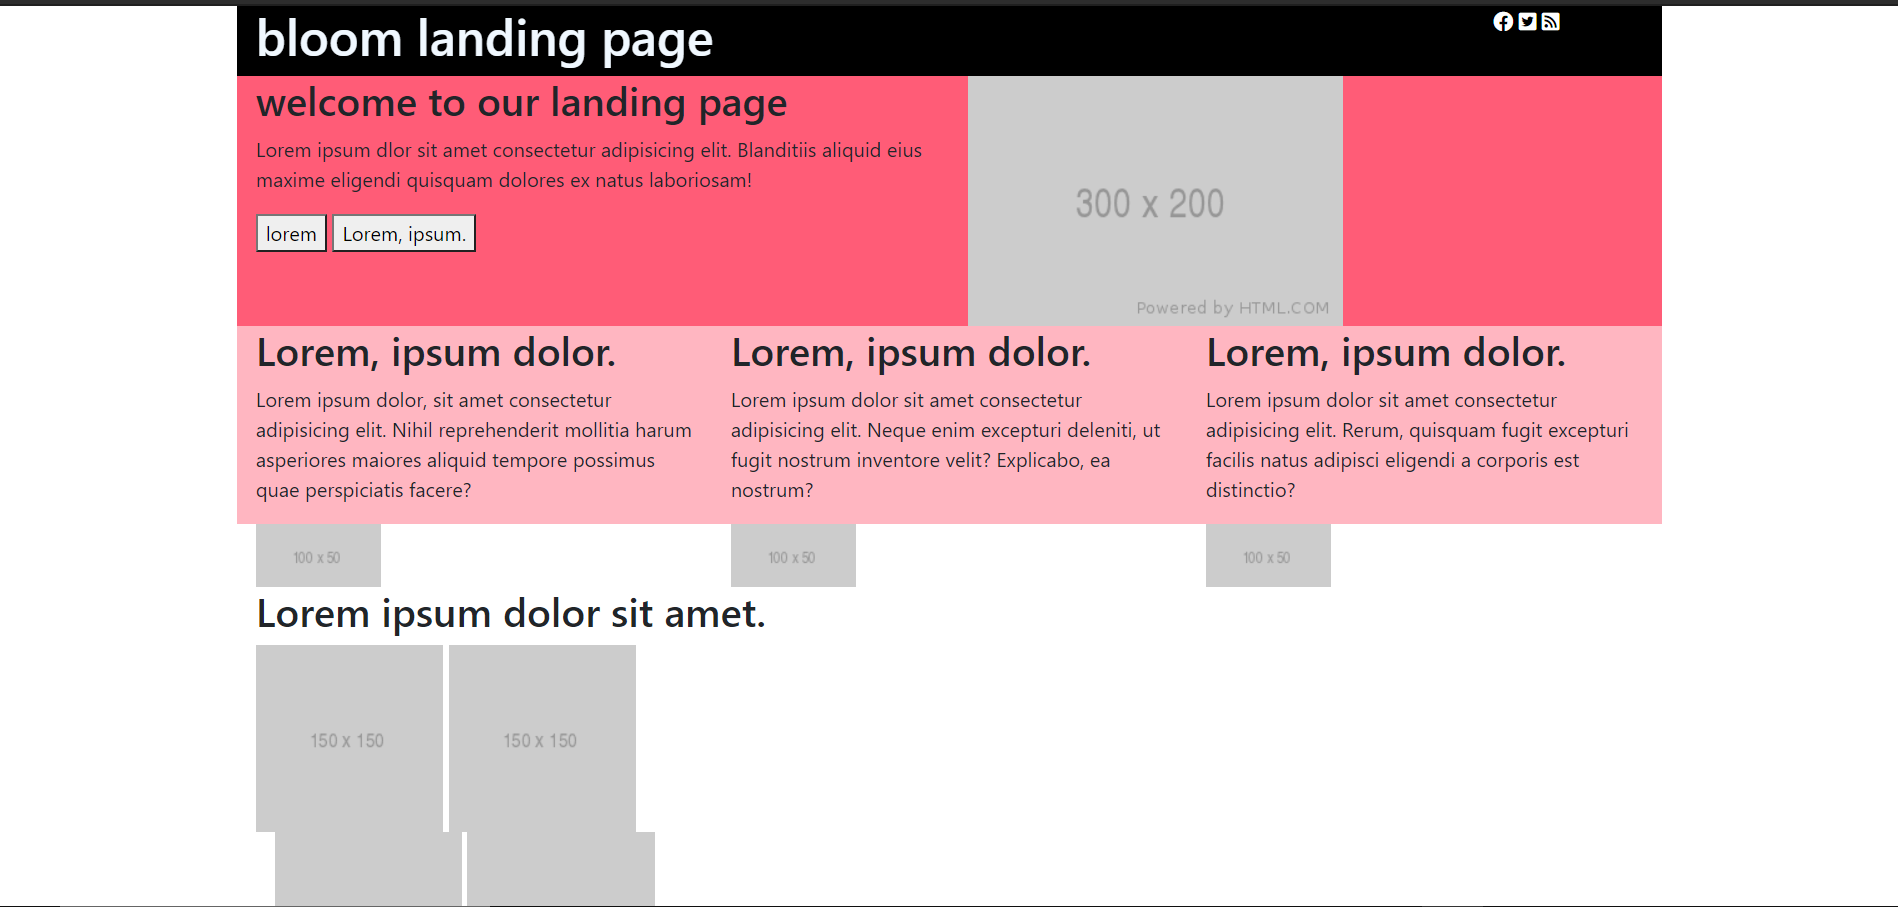 bloom landing page
welcome to our landing page
Lorem ipsum dlor sit amet consectetur adipisicing elit. Blanditiis aliquid eius
maxime eligendi quisquam dolores ex natus laboriosam!
lorem Lorem, ipsum.
300 x 200
Powered by HTML.COM
Lorem, ipsum dolor.
Lorem ipsum dolor, sit amet consectetur
adipisicing elit. Nihil reprehenderit mollitia harum
asperiores maiores aliquid tempore possimus
quae perspiciatis facere?
Lorem, ipsum dolor.
Lorem ipsum dolor sit amet consectetur
adipisicing elit. Neque enim excepturi deleniti, ut
fugit nostrum inventore velit? Explicabo, ea
nostrum?
Lorem, ipsum dolor.
Lorem ipsum dolor sit amet consectetur
adipisicing elit. Rerum, quisquam fugit excepturi
facilis natus adipisci eligendi a corporis est
distinctio?
100 x 50
100 x 50
100 x 50
Lorem ipsum dolor sit amet.
150 x 150
150 x 150